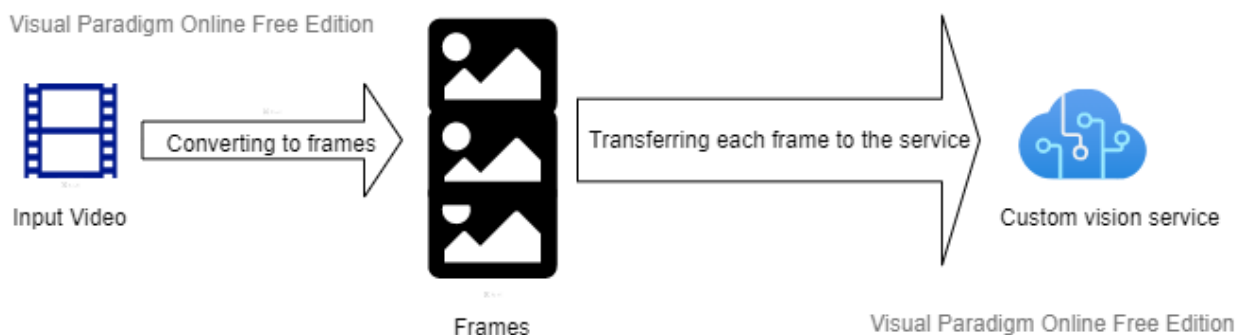 Visual Paradigm Online Free Edition
Converting to frames
Transferring each frame to the service
Input Video
Custom vision service
Frames
Visual Paradigm Online Free Edition